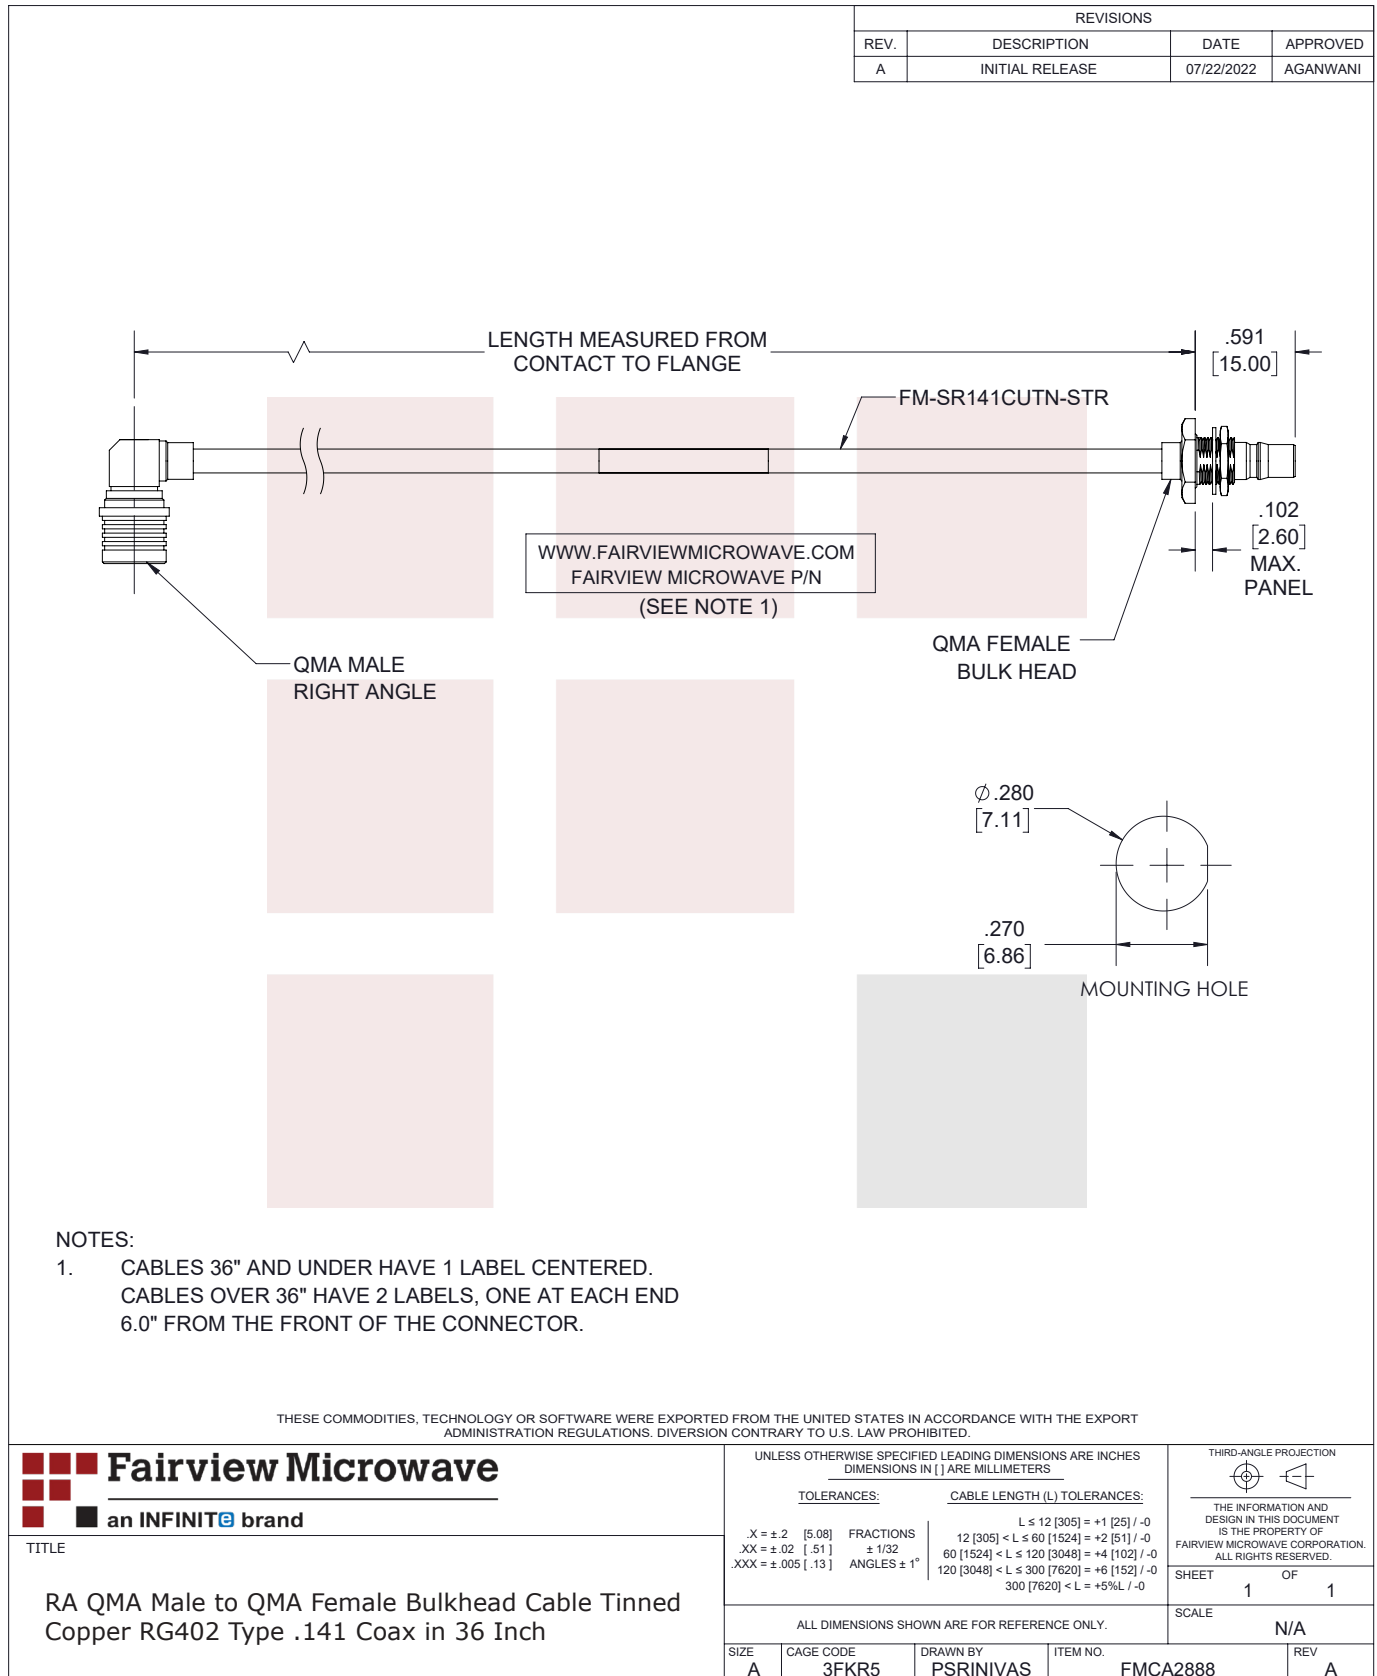 REVISIONS
REV. DESCRIPTION DATE APPROVED
A INITIAL RELEASE 07/22/2022 AGANWANI
LENGTH MEASURED FROM
CONTACT TO FLANGE
.591
[15.00]
FM-SR141CUTN-STR
.102
[2.60]
MAX.
PANEL
WWW.FAIRVIEWMICROWAVE.COM
FAIRVIEW MICROWAVE P/N
(SEE NOTE 1)
QMA MALE
RIGHT ANGLE
QMA FEMALE
BULK HEAD
∅ .280
[7.11]
.270
[6.86]
MOUNTING HOLE
NOTES:
1. CABLES 36" AND UNDER HAVE 1 LABEL CENTERED.
CABLES OVER 36" HAVE 2 LABELS, ONE AT EACH END
6.0" FROM THE FRONT OF THE CONNECTOR.
THESE COMMODITIES, TECHNOLOGY OR SOFTWARE WERE EXPORTED FROM THE UNITED STATES IN ACCORDANCE WITH THE EXPORT
ADMINISTRATION REGULATIONS. DIVERSION CONTRARY TO U.S. LAW PROHIBITED.
Fairview Microwave
an INFINITe brand
TITLE
RA QMA Male to QMA Female Bulkhead Cable Tinned
Copper RG402 Type .141 Coax in 36 Inch
UNLESS OTHERWISE SPECIFIED LEADING DIMENSIONS ARE INCHES
DIMENSIONS IN [ ] ARE MILLIMETERS
TOLERANCES:
.X = ±.2 [5.08] FRACTIONS
.XX = ±.02 [ .51 ] ± 1/32
.XXX = ±.005 [ .13 ] ANGLES ± 1°
CABLE LENGTH (L) TOLERANCES:
L ≤ 12 [305] = +1 [25] / -0
12 [305] < L ≤ 60 [1524] = +2 [51] / -0
60 [1524] < L ≤ 120 [3048] = +4 [102] / -0
120 [3048] < L ≤ 300 [7620] = +6 [152] / -0
300 [7620] < L = +5%L / -0
ALL DIMENSIONS SHOWN ARE FOR REFERENCE ONLY.
THIRD-ANGLE PROJECTION
THE INFORMATION AND
DESIGN IN THIS DOCUMENT
IS THE PROPERTY OF
FAIRVIEW MICROWAVE CORPORATION.
ALL RIGHTS RESERVED.
SHEET OF
1 1
SCALE
N/A
SIZE CAGE CODE DRAWN BY ITEM NO. REV
A 3FKR5 PSRINIVAS FMCA2888 A